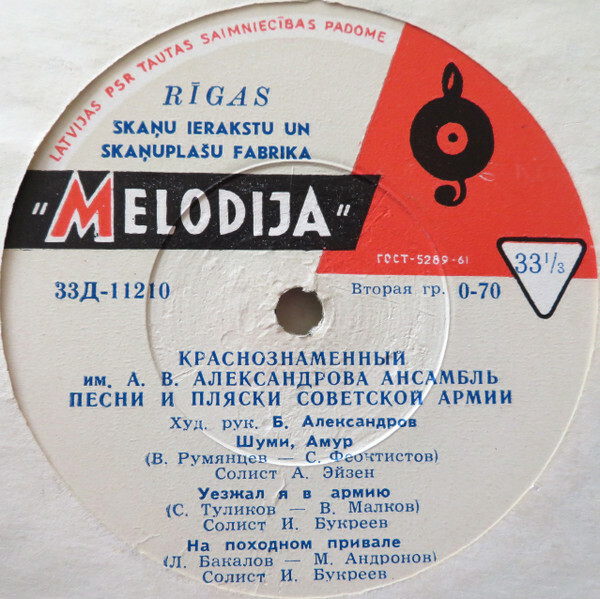 LATVIJAS PSR TAUTAS SAIMNIECĪBAS PADOME
RĪGAS
SKAŅU IERAKSTU UN
SKAŅUPLAŠU FABRIKA
"MELODIJA"
ГОСТ-5289-61
33Д-11210
Вторая гр. 0-70
33 1/3
КРАСНОЗНАМЕННЫЙ
им. А. В. АЛЕКСАНДРОВА АНСАМБЛЬ
ПЕСНИ И ПЛЯСКИ СОВЕТСКОЙ АРМИИ
Худ. рук. Б. Александров
Шуми, Амур
(В. Румянцев — С. Феоктистов)
Солист А. Эйзен
Уезжал я в армию
(С. Туликов — В. Малков)
Солист И. Букреев
На походном привале
(Л. Бакалов — М. Андронов)
Солист И. Букреев